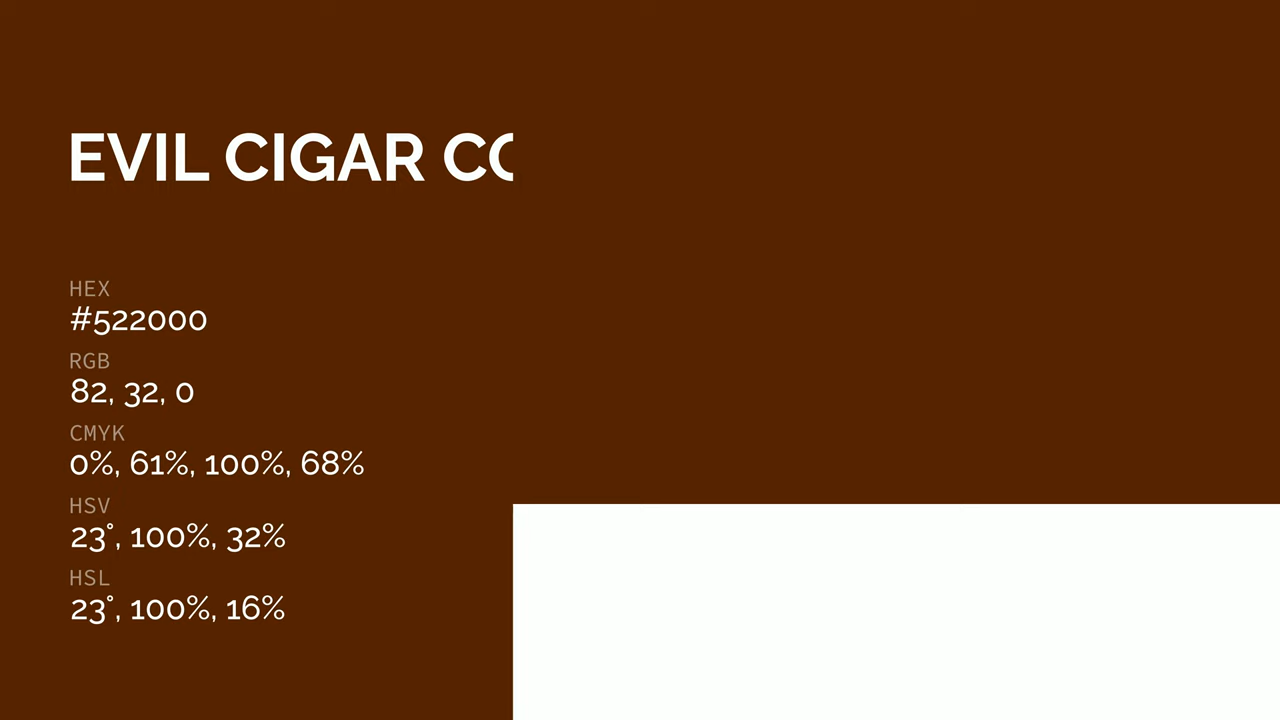 EVIL CIGAR
HEX
#522000
RGB
82, 32, 0
CMYK
0%, 61%, 100%, 68%
HSV
23°, 100%, 32%
HSL
23°, 100%, 16%